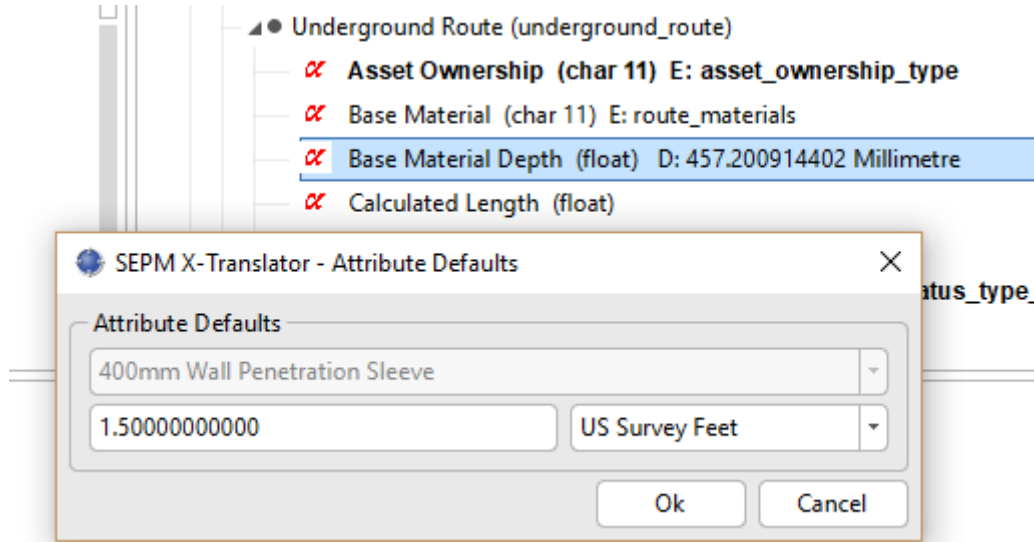 Underground Route (underground_route)
α Asset Ownership (char 11) E: asset_ownership_type
α Base Material (char 11) E: route_materials
α Base Material Depth (float) D: 457.200914402 Millimetre
α Calculated Length (float)
SEPM X-Translator - Attribute Defaults
atus_type_
Attribute Defaults
400mm Wall Penetration Sleeve
1.50000000000 US Survey Feet
Ok Cancel